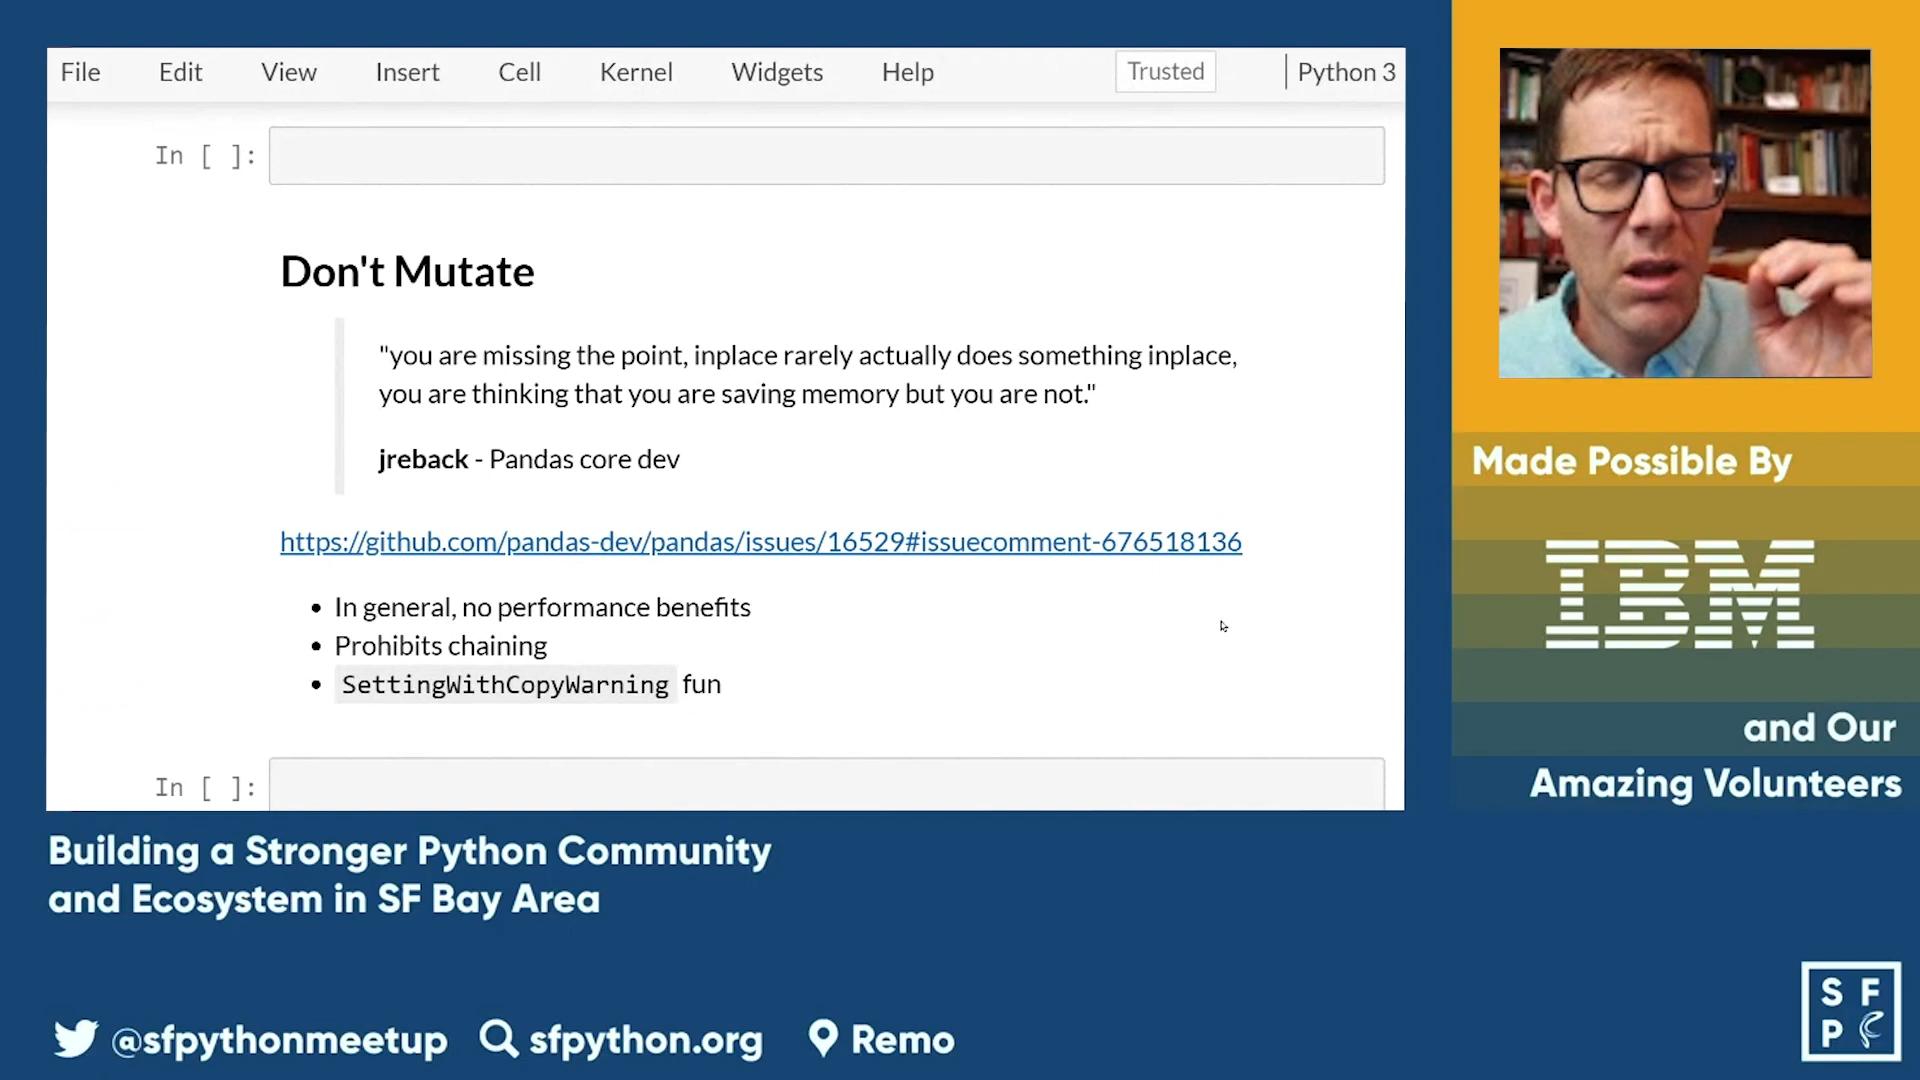 File Edit View Insert Cell Kernel Widgets Help Trusted Python 3
In [ ]:
Don't Mutate
"you are missing the point, inplace rarely actually does something inplace,
you are thinking that you are saving memory but you are not."
jreback - Pandas core dev
https://github.com/pandas-dev/pandas/issues/16529#issuecomment-676518136
• In general, no performance benefits
• Prohibits chaining
• SettingWithCopyWarning fun
In [ ]:
Made Possible By
IBM
and Our
Amazing Volunteers
Building a Stronger Python Community
and Ecosystem in SF Bay Area
@sfpythonmeetup sfpython.org Remo
S F
P